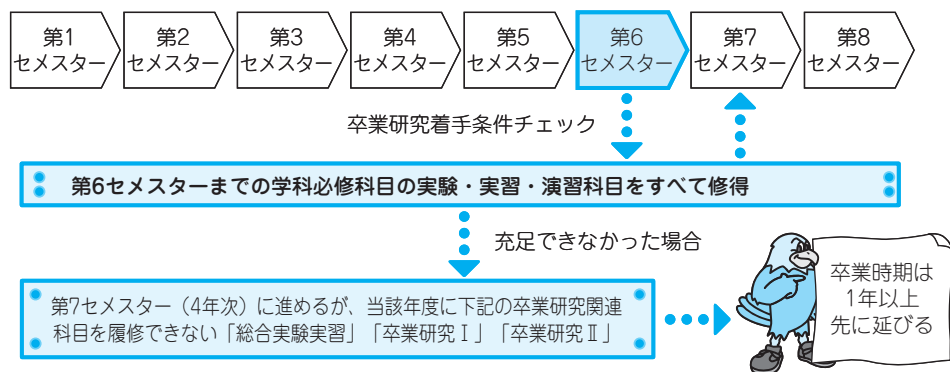 第1
セメスター
第2
セメスター
第3
セメスター
第4
セメスター
第5
セメスター
第6
セメスター
第7
セメスター
第8
セメスター
卒業研究着手条件チェック
第6セメスターまでの学科必修科目の実験・実習・演習科目をすべて修得
充足できなかった場合
第7セメスター（4年次）に進めるが、当該年度に下記の卒業研究関連
科目を履修できない「総合実験実習」「卒業研究Ⅰ」「卒業研究Ⅱ」
卒業時期は
1年以上
先に延びる